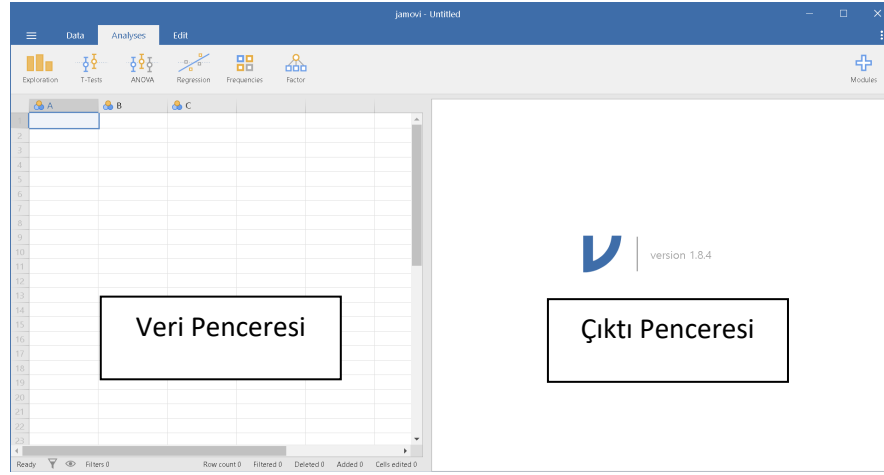 jamovi - Untitled
Data Analyses Edit
Exploration T-Tests ANOVA Regression Frequencies Factor Modules
A B C
1
2
3
4
5
6
7
8
9
10
11
12
13
14
15
16
17
18
19
20
21
22
23
version 1.8.4
Veri Penceresi
Çıktı Penceresi
Ready Filters 0 Row count 0 Filtered 0 Deleted 0 Added 0 Cells edited 0